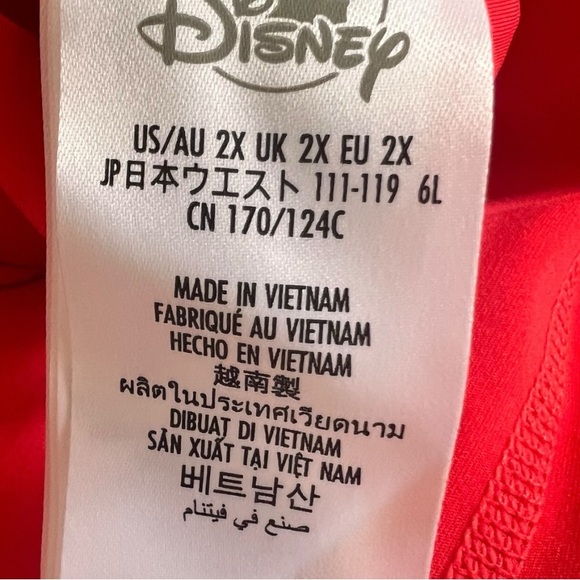 Disney
US/AU 2X UK 2X EU 2X
JP日本ウエスト 111-119 6L
CN 170/124C
MADE IN VIETNAM
FABRIQUÉ AU VIETNAM
HECHO EN VIETNAM
越南製
ผลิตในประเทศเวียดนาม
DIBUAT DI VIETNAM
SẢN XUẤT TẠI VIỆT NAM
베트남산
صنع في فيتنام